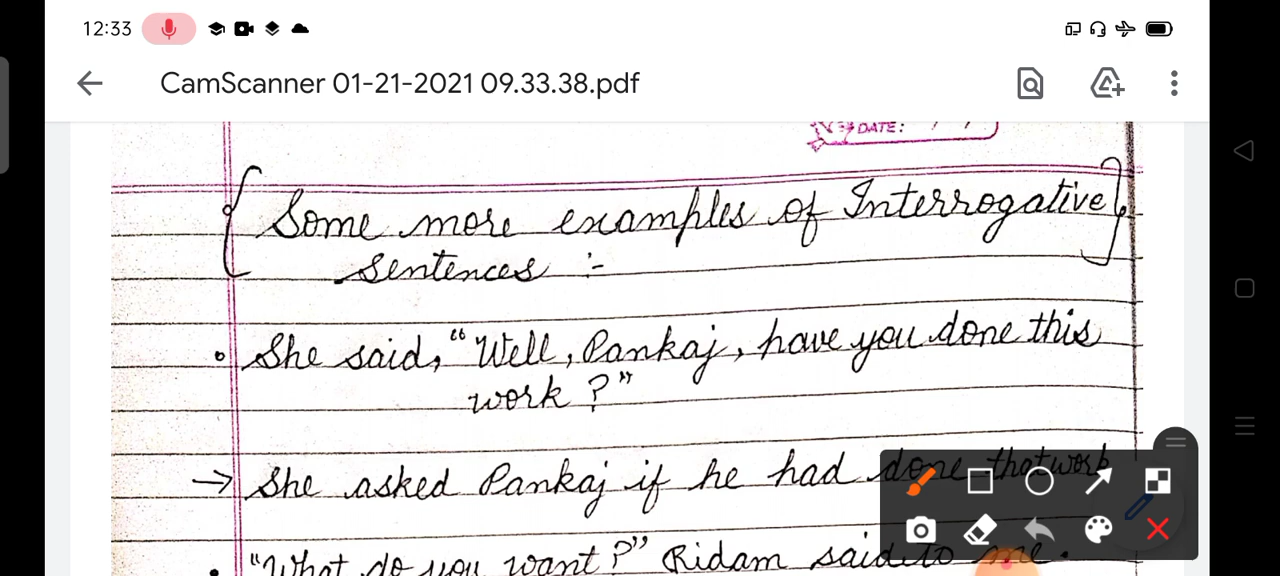 12:33
CamScanner 01-21-2021 09.33.38.pdf
DATE: / /
Some more examples of Interrogative
sentences :-
• She said, "Well, Pankaj, have you done this
work ?"
→ She asked Pankaj if he had done that work
• "What do you want ?" Ridam said to me.